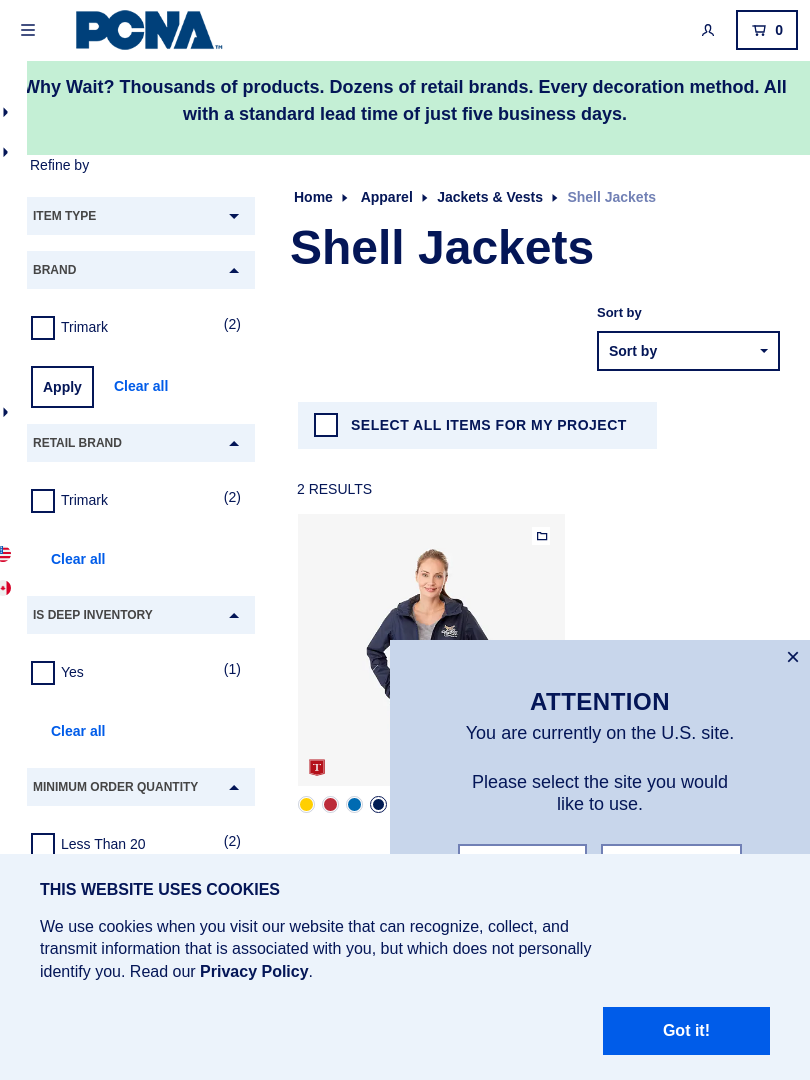 PCNA™
0
Why Wait? Thousands of products. Dozens of retail brands. Every decoration method. All
with a standard lead time of just five business days.
Refine by
Home
Apparel
Jackets & Vests
Shell Jackets
Shell Jackets
ITEM TYPE
BRAND
Trimark
(2)
Apply
Clear all
RETAIL BRAND
Trimark
(2)
Clear all
IS DEEP INVENTORY
Yes
(1)
Clear all
MINIMUM ORDER QUANTITY
Less Than 20
(2)
Sort by
Sort by
SELECT ALL ITEMS FOR MY PROJECT
2 RESULTS
T
ATTENTION
You are currently on the U.S. site.
Please select the site you would
like to use.
THIS WEBSITE USES COOKIES
We use cookies when you visit our website that can recognize, collect, and
transmit information that is associated with you, but which does not personally
identify you. Read our Privacy Policy.
Got it!